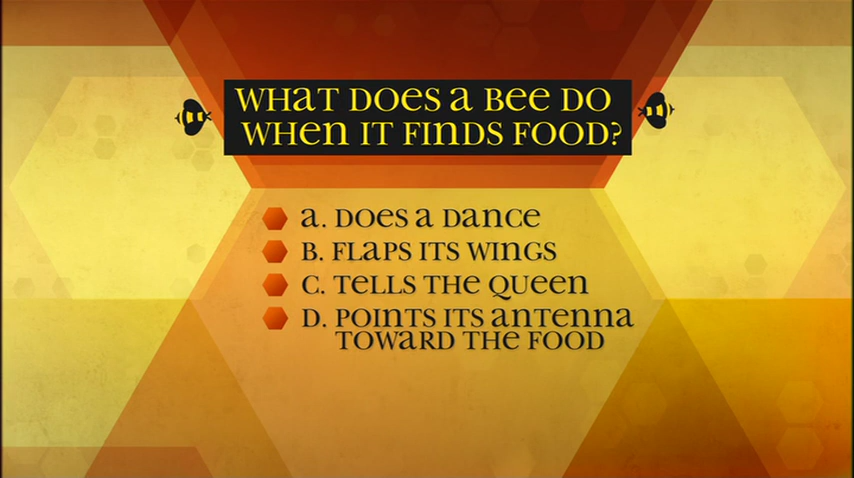 What does a bee do
when it finds food?
a. does a dance
B. flaps its wings
C. Tells the Queen
D. Points its antenna
toward the food